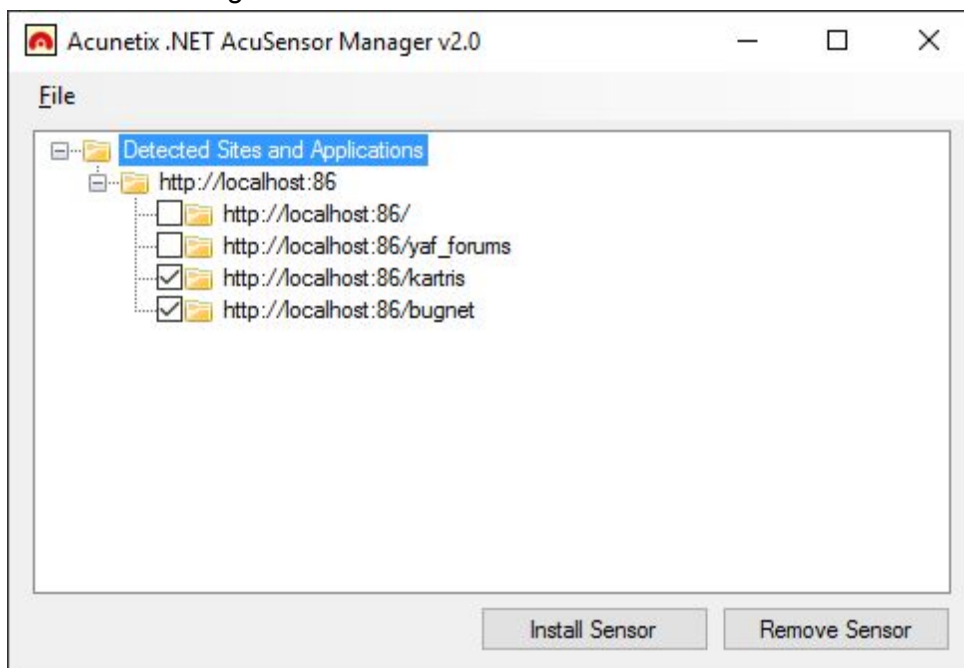 Acunetix .NET AcuSensor Manager v2.0
File
Detected Sites and Applications
http://localhost:86
http://localhost:86/
http://localhost:86/yaf_forums
http://localhost:86/kartris
http://localhost:86/bugnet
Install Sensor Remove Sensor